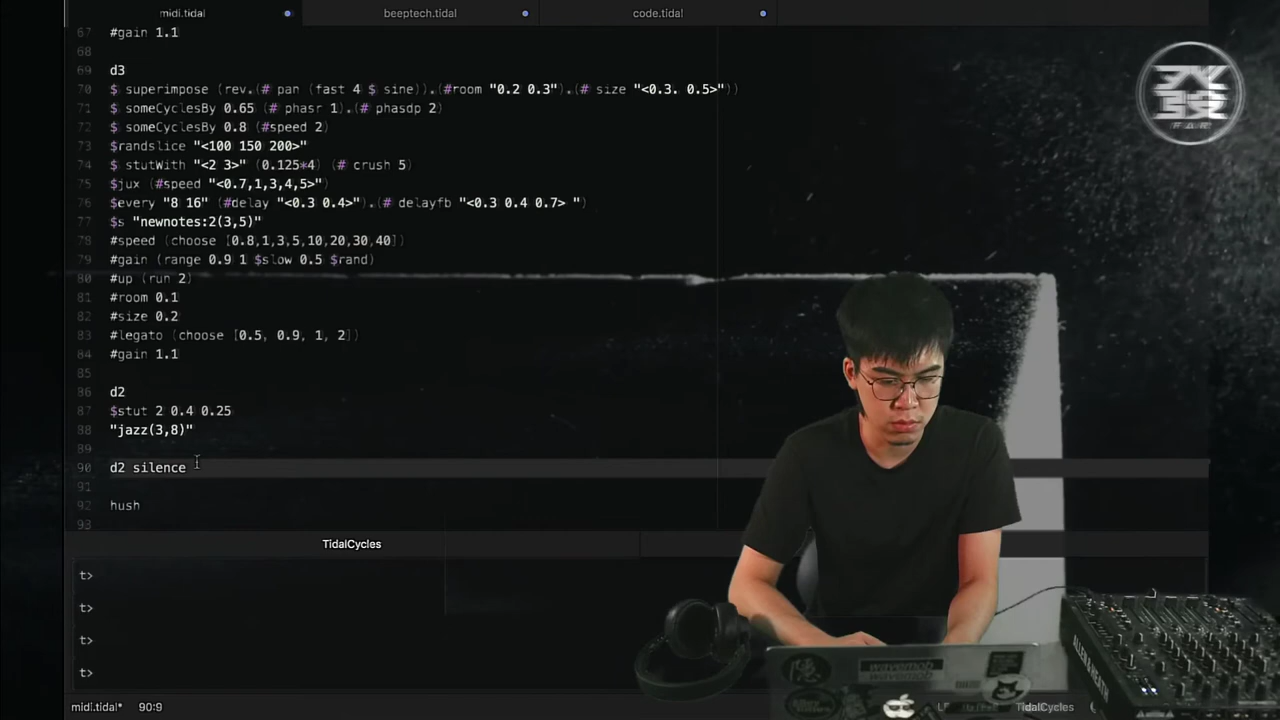 midi.tidal
beeptech.tidal
code.tidal
67 #gain 1.1
68
69 d3
70 $ superimpose (rev.(# pan (fast 4 $ sine)).(#room "0.2 0.3").(# size "<0.3. 0.5>"))
71 $ someCyclesBy 0.65 (# phasr 1).(# phasdp 2)
72 $ someCyclesBy 0.8 (#speed 2)
73 $randslice "<100 150 200>"
74 $ stutWith "<2 3>" (0.125*4) (# crush 5)
75 $jux (#speed "<0.7,1,3,4,5>")
76 $every "8 16" (#delay "<0.3 0.4>").(# delayfb "<0.3 0.4 0.7> ")
77 $s "newnotes:2(3,5)"
78 #speed (choose [0.8,1,3,5,10,20,30,40])
79 #gain (range 0.9 1 $slow 0.5 $rand)
80 #up (run 2)
81 #room 0.1
82 #size 0.2
83 #legato (choose [0.5, 0.9, 1, 2])
84 #gain 1.1
85
86 d2
87 $stut 2 0.4 0.25
88 "jazz(3,8)"
89
90 d2 silence
91
92 hush
93
TidalCycles
t>
t>
t>
t>
wavemob
wavemob
ALLEN & HEATH
midi.tidal* 90:9
TidalCycles